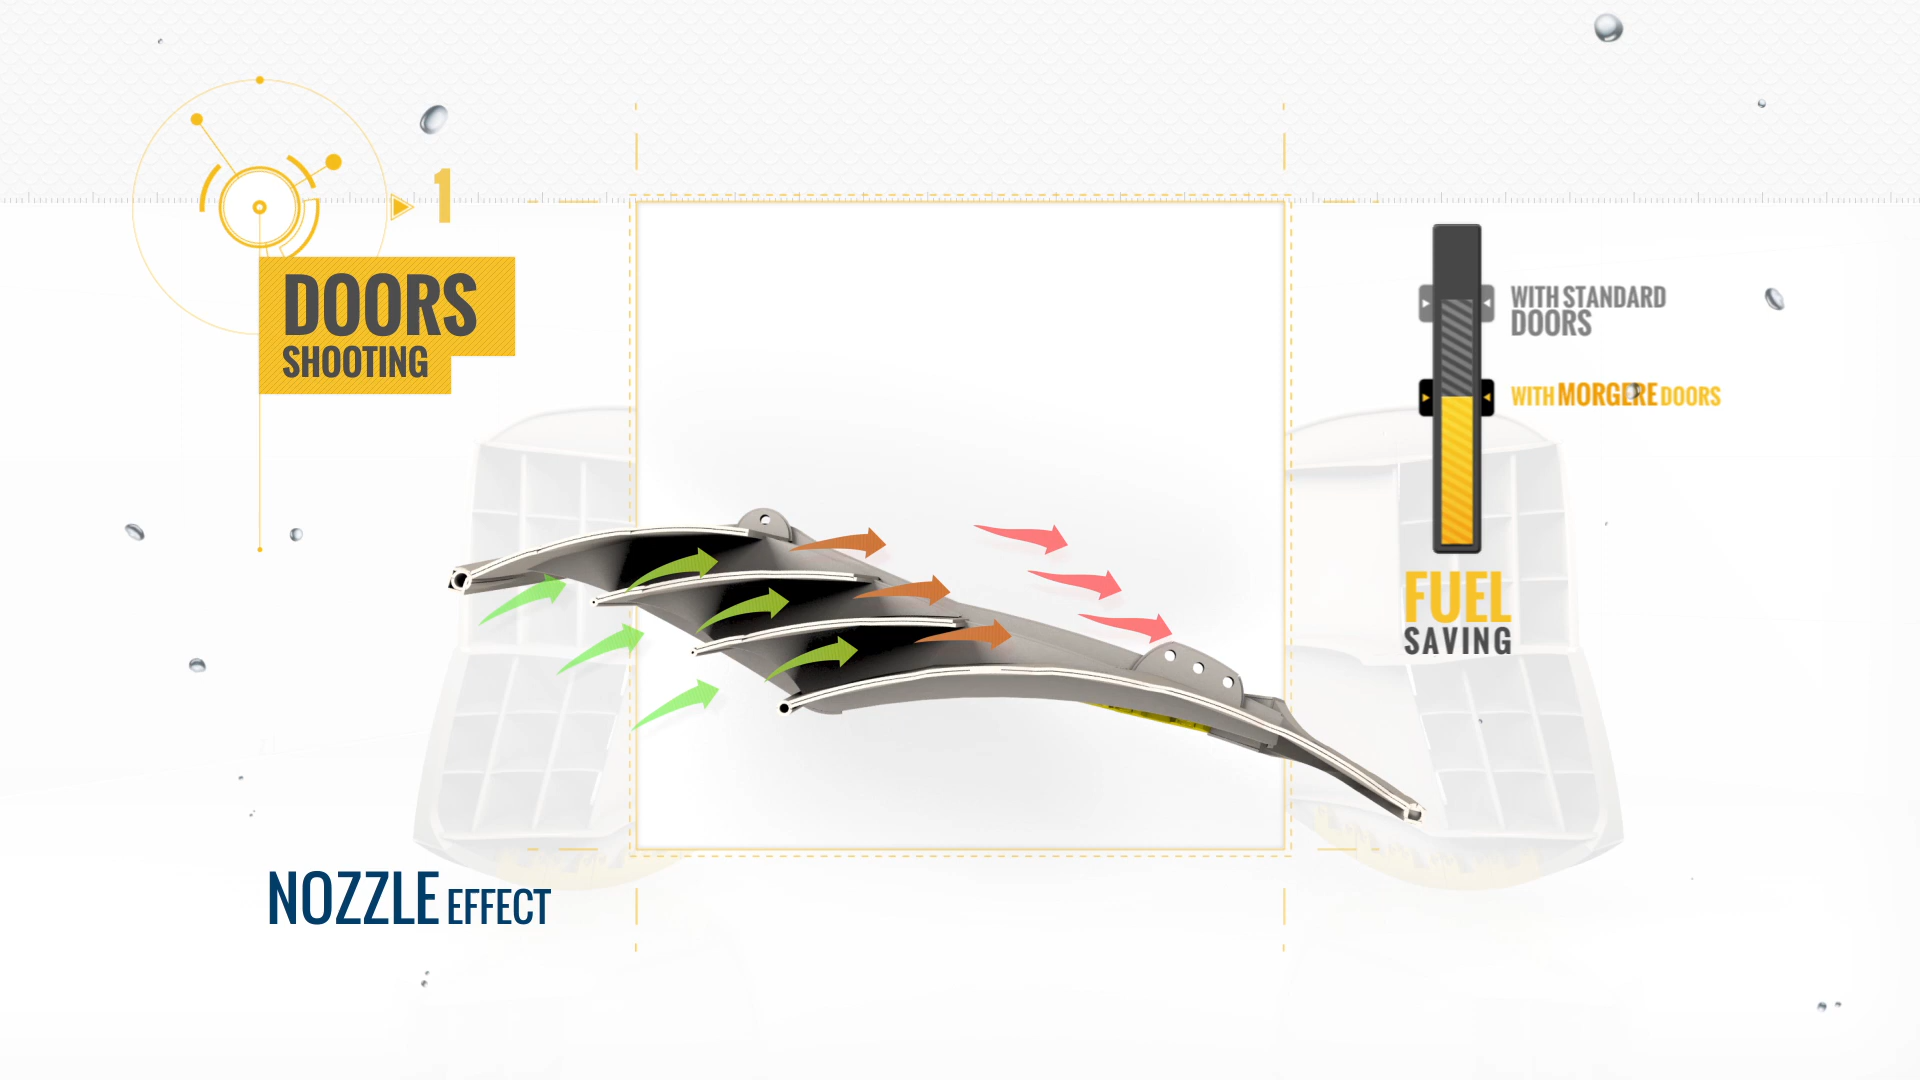 1
DOORS
SHOOTING
WITH STANDARD
DOORS
WITH MORGERE DOORS
FUEL
SAVING
NOZZLE EFFECT